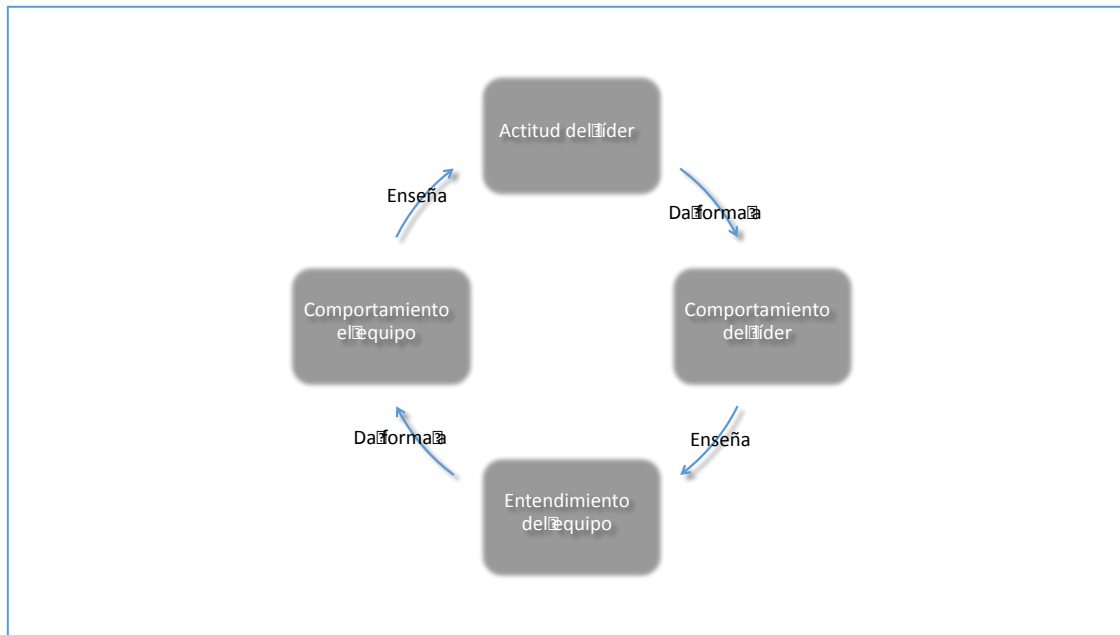 Actitud del líder
Enseña
Da forma a
Comportamiento
el equipo
Comportamiento
del líder
Da forma a
Enseña
Entendimiento
del equipo